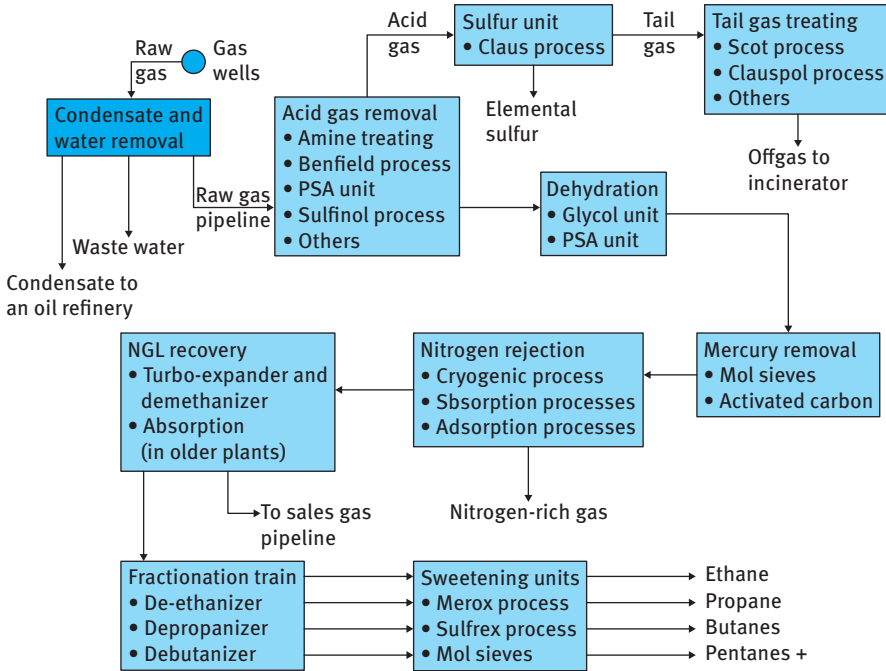 Raw
gas
Gas
wells
Condensate and
water removal
Waste water
Condensate to
an oil refinery
Raw gas
pipeline
Acid gas removal
• Amine treating
• Benfield process
• PSA unit
• Sulfinol process
• Others
Acid
gas
Sulfur unit
• Claus process
Elemental
sulfur
Tail
gas
Tail gas treating
• Scot process
• Clauspol process
• Others
Offgas to
incinerator
Dehydration
• Glycol unit
• PSA unit
Mercury removal
• Mol sieves
• Activated carbon
Nitrogen rejection
• Cryogenic process
• Sbsorption processes
• Adsorption processes
Nitrogen-rich gas
NGL recovery
• Turbo-expander and
demethanizer
• Absorption
(in older plants)
To sales gas
pipeline
Fractionation train
• De-ethanizer
• Depropanizer
• Debutanizer
Sweetening units
• Merox process
• Sulfrex process
• Mol sieves
Ethane
Propane
Butanes
Pentanes +